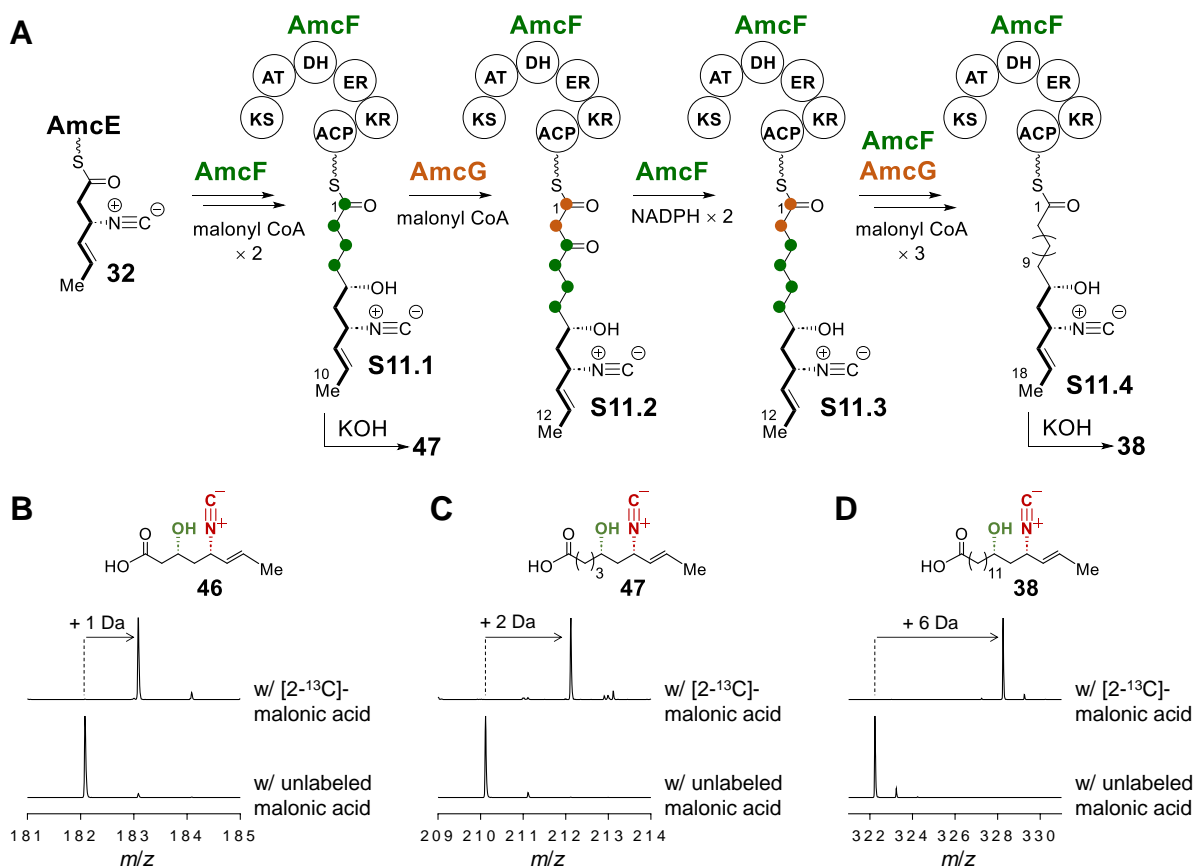 A
AmcF
AmcF
AmcF
AmcF
KS AT DH ER KR ACP
KS AT DH ER KR ACP
KS AT DH ER KR ACP
KS AT DH ER KR ACP
AmcE
S
O
N≡C
+ −
Me
32
AmcF
malonyl CoA
× 2
S
1 O
OH
N≡C
+ −
10
Me
S11.1
KOH
47
AmcG
malonyl CoA
S
1 O
O
OH
N≡C
+ −
12
Me
S11.2
AmcF
NADPH × 2
S
1 O
OH
N≡C
+ −
12
Me
S11.3
AmcF
AmcG
malonyl CoA
× 3
S
1 O
9
OH
N≡C
+ −
18
Me
S11.4
KOH
38
B
C−
OH N+
O
HO Me
46
+ 1 Da
w/ [2-13C]-
malonic acid
w/ unlabeled
malonic acid
181 182 183 184 185
m/z
C
C−
OH N+
O
HO 3 Me
47
+ 2 Da
w/ [2-13C]-
malonic acid
w/ unlabeled
malonic acid
209 210 211 212 213 214
m/z
D
C−
OH N+
O
HO 11 Me
38
+ 6 Da
w/ [2-13C]-
malonic acid
w/ unlabeled
malonic acid
322 324 326 328 330
m/z